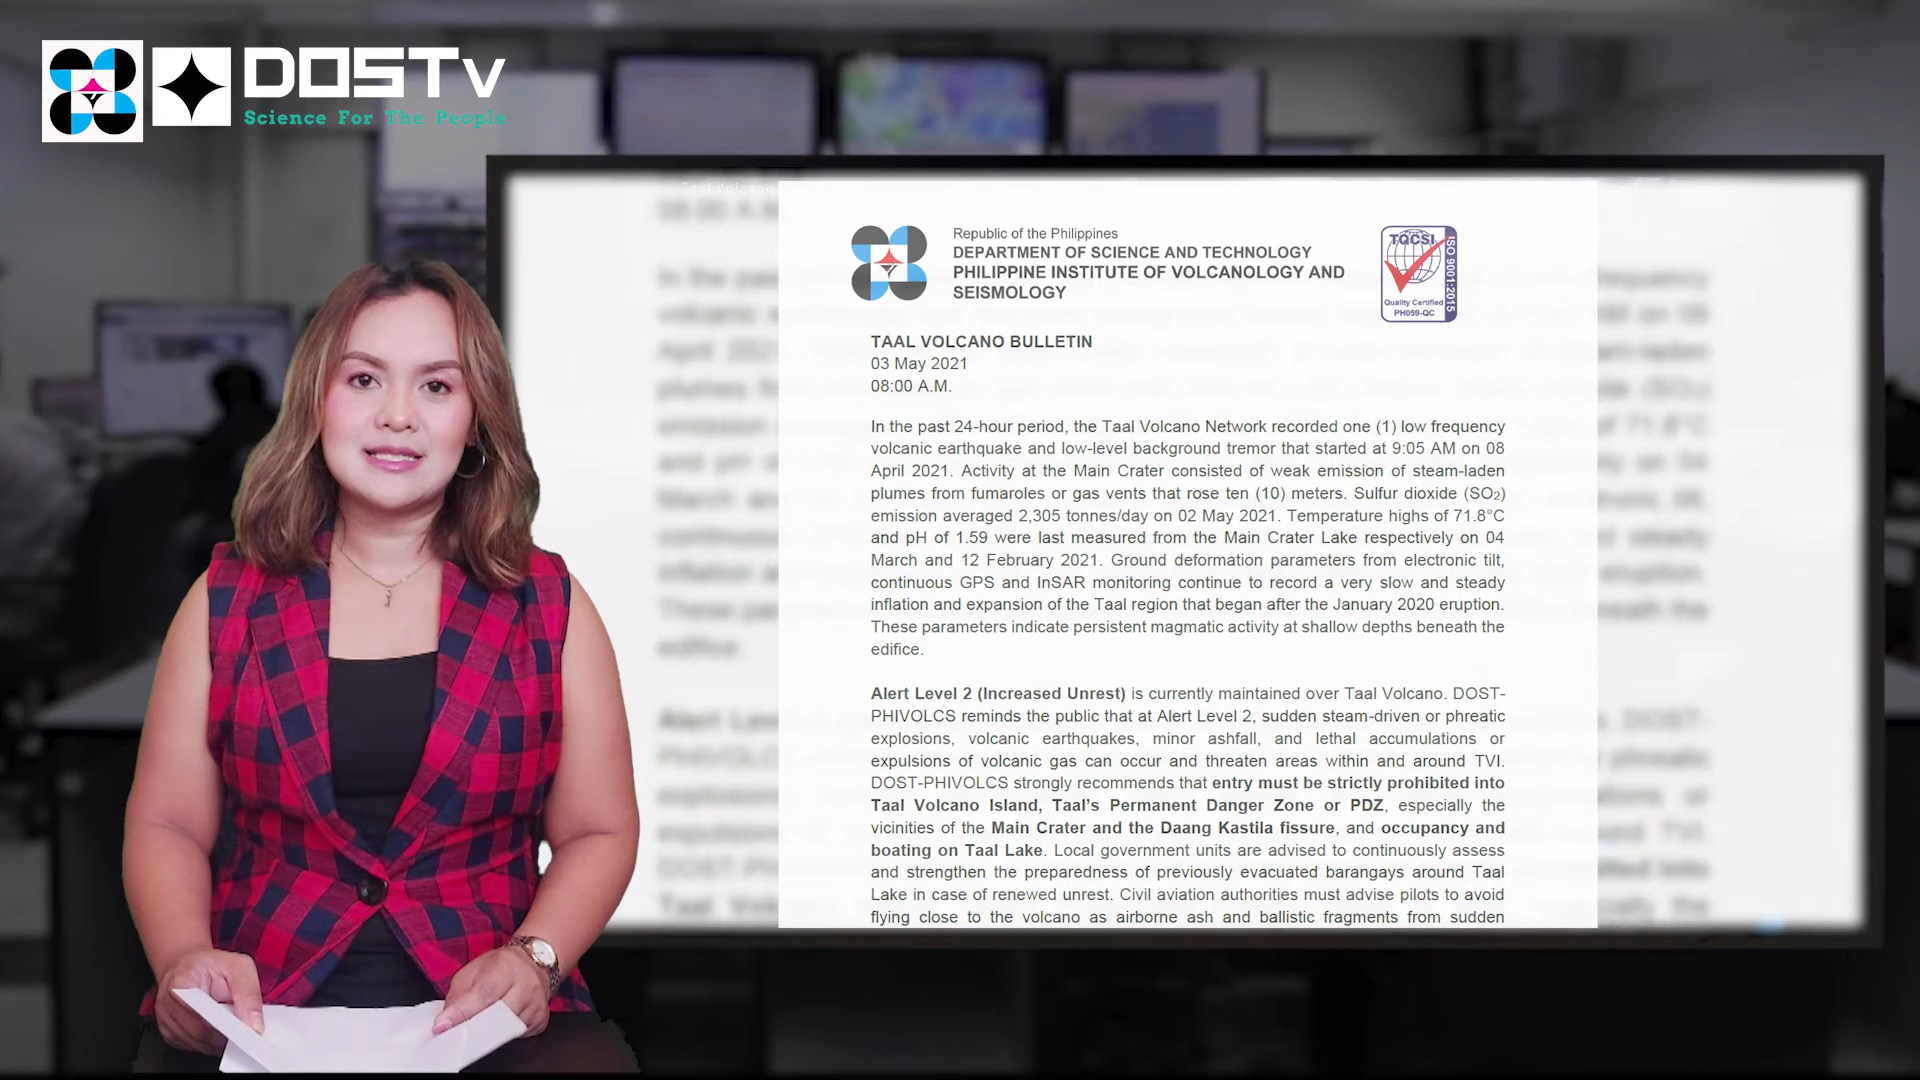 DOSTv
Science For The People
Republic of the Philippines
DEPARTMENT OF SCIENCE AND TECHNOLOGY
PHILIPPINE INSTITUTE OF VOLCANOLOGY AND
SEISMOLOGY
TQCSI
ISO 9001:2015
Quality Certified
PH059-QC
TAAL VOLCANO BULLETIN
03 May 2021
08:00 A.M.
In the past 24-hour period, the Taal Volcano Network recorded one (1) low frequency
volcanic earthquake and low-level background tremor that started at 9:05 AM on 08
April 2021. Activity at the Main Crater consisted of weak emission of steam-laden
plumes from fumaroles or gas vents that rose ten (10) meters. Sulfur dioxide (SO₂)
emission averaged 2,305 tonnes/day on 02 May 2021. Temperature highs of 71.8°C
and pH of 1.59 were last measured from the Main Crater Lake respectively on 04
March and 12 February 2021. Ground deformation parameters from electronic tilt,
continuous GPS and InSAR monitoring continue to record a very slow and steady
inflation and expansion of the Taal region that began after the January 2020 eruption.
These parameters indicate persistent magmatic activity at shallow depths beneath the
edifice.
Alert Level 2 (Increased Unrest) is currently maintained over Taal Volcano. DOST-
PHIVOLCS reminds the public that at Alert Level 2, sudden steam-driven or phreatic
explosions, volcanic earthquakes, minor ashfall, and lethal accumulations or
expulsions of volcanic gas can occur and threaten areas within and around TVI.
DOST-PHIVOLCS strongly recommends that entry must be strictly prohibited into
Taal Volcano Island, Taal's Permanent Danger Zone or PDZ, especially the
vicinities of the Main Crater and the Daang Kastila fissure, and occupancy and
boating on Taal Lake. Local government units are advised to continuously assess
and strengthen the preparedness of previously evacuated barangays around Taal
Lake in case of renewed unrest. Civil aviation authorities must advise pilots to avoid
flying close to the volcano as airborne ash and ballistic fragments from sudden